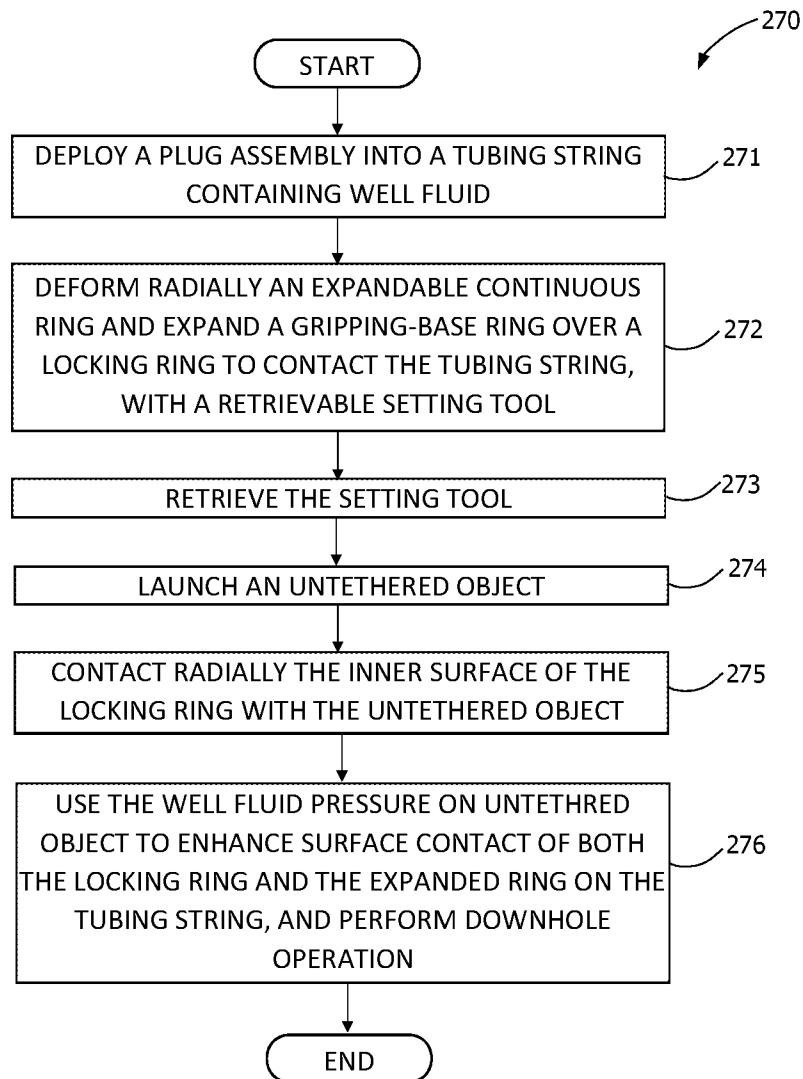 270
START
DEPLOY A PLUG ASSEMBLY INTO A TUBING STRING
CONTAINING WELL FLUID
271
DEFORM RADIALLY AN EXPANDABLE CONTINUOUS
RING AND EXPAND A GRIPPING-BASE RING OVER A
LOCKING RING TO CONTACT THE TUBING STRING,
WITH A RETRIEVABLE SETTING TOOL
272
RETRIEVE THE SETTING TOOL
273
LAUNCH AN UNTETHERED OBJECT
274
CONTACT RADIALLY THE INNER SURFACE OF THE
LOCKING RING WITH THE UNTETHERED OBJECT
275
USE THE WELL FLUID PRESSURE ON UNTETHRED
OBJECT TO ENHANCE SURFACE CONTACT OF BOTH
THE LOCKING RING AND THE EXPANDED RING ON THE
TUBING STRING, AND PERFORM DOWNHOLE
OPERATION
276
END